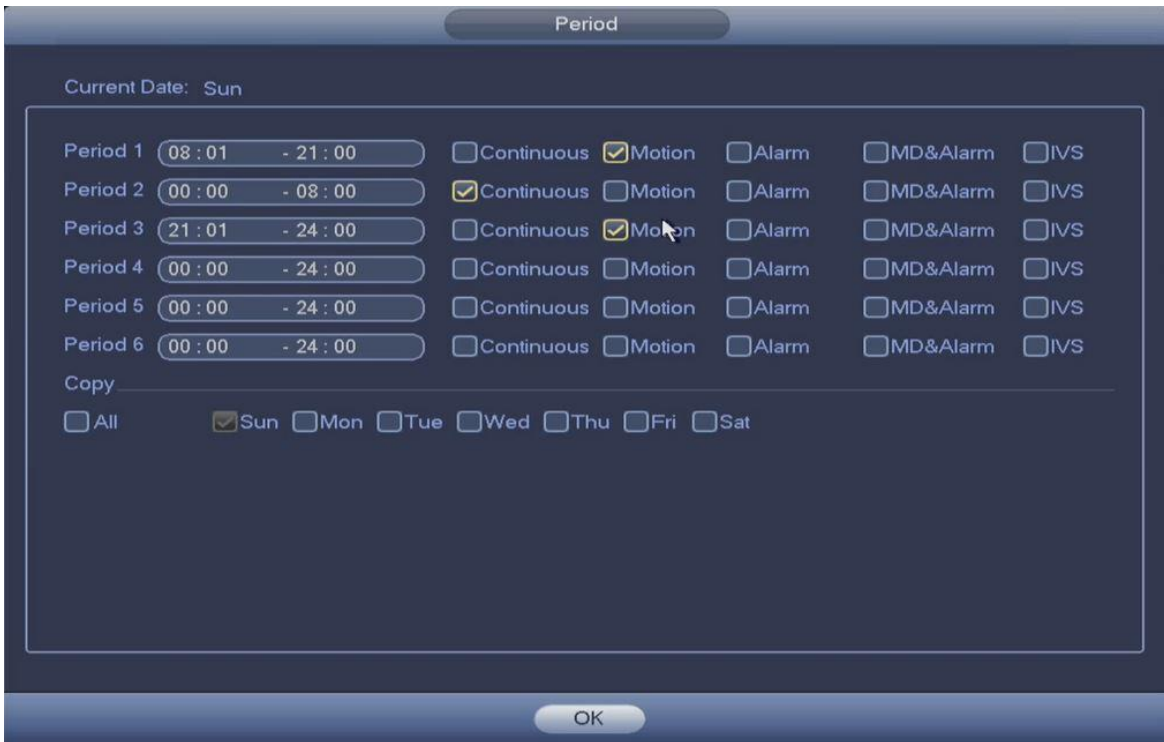 Period
Current Date: Sun
Period 1 08 : 01 - 21 : 00 Continuous Motion Alarm MD&Alarm IVS
Period 2 00 : 00 - 08 : 00 Continuous Motion Alarm MD&Alarm IVS
Period 3 21 : 01 - 24 : 00 Continuous Motion Alarm MD&Alarm IVS
Period 4 00 : 00 - 24 : 00 Continuous Motion Alarm MD&Alarm IVS
Period 5 00 : 00 - 24 : 00 Continuous Motion Alarm MD&Alarm IVS
Period 6 00 : 00 - 24 : 00 Continuous Motion Alarm MD&Alarm IVS
Copy
All Sun Mon Tue Wed Thu Fri Sat
OK